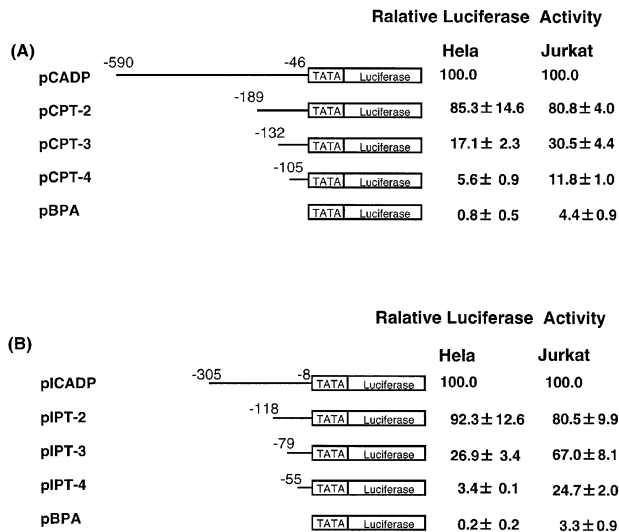 Ralative Luciferase Activity
(A) Hela Jurkat
-590 -46
pCADP TATA Luciferase 100.0 100.0
-189
pCPT-2 TATA Luciferase 85.3± 14.6 80.8± 4.0
-132
pCPT-3 TATA Luciferase 17.1± 2.3 30.5± 4.4
-105
pCPT-4 TATA Luciferase 5.6± 0.9 11.8± 1.0
pBPA TATA Luciferase 0.8± 0.5 4.4± 0.9
Ralative Luciferase Activity
(B) Hela Jurkat
-305 -8
pICADP TATA Luciferase 100.0 100.0
-118
pIPT-2 TATA Luciferase 92.3± 12.6 80.5± 9.9
-79
pIPT-3 TATA Luciferase 26.9± 3.4 67.0± 8.1
-55
pIPT-4 TATA Luciferase 3.4± 0.1 24.7± 2.0
pBPA TATA Luciferase 0.2± 0.2 3.3± 0.9